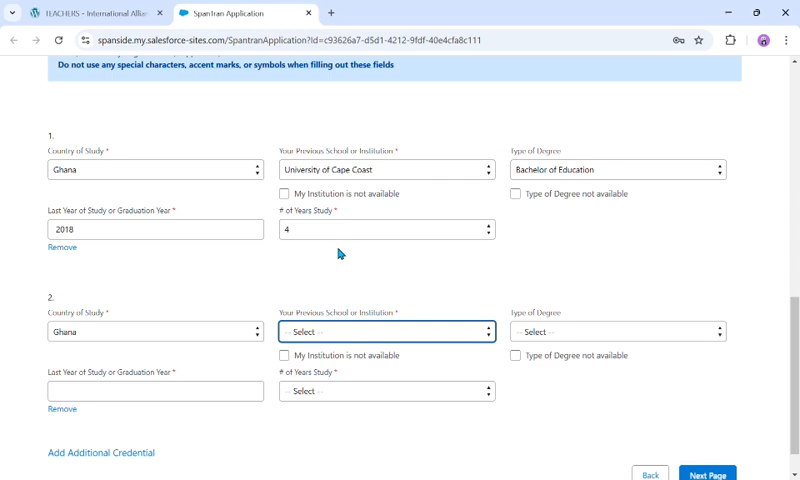 TEACHERS - International Allian
SpanTran Application
spanside.my.salesforce-sites.com/SpantranApplication?Id=c93626a7-d5d1-4212-9fdf-40e4cfa8c111
Do not use any special characters, accent marks, or symbols when filling out these fields
1.
Country of Study *
Your Previous School or Institution *
Type of Degree
Ghana
University of Cape Coast
Bachelor of Education
My Institution is not available
Type of Degree not available
Last Year of Study or Graduation Year *
# of Years Study *
2018
4
Remove
2.
Country of Study *
Your Previous School or Institution *
Type of Degree
Ghana
-- Select --
-- Select --
My Institution is not available
Type of Degree not available
Last Year of Study or Graduation Year *
# of Years Study *
-- Select --
Remove
Add Additional Credential
Back
Next Page